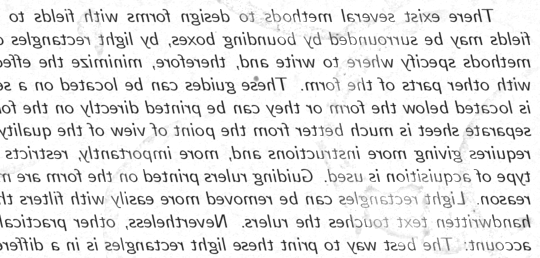 There exist several methods to design forms with fields to
fields may be surrounded by bounding boxes, by light rectangles
methods specify where to write and, therefore, minimize the effe
with other parts of the form. These guides can be located on a se
is located below the form or they can be printed directly on the fo
separate sheet is much better from the point of view of the quality
requires giving more instructions and, more importantly, restricts
type of acquisition is used. Guiding rulers printed on the form are m
reason. Light rectangles can be removed more easily with filters th
handwritten text touches the rulers. Nevertheless, other practical
account: The best way to print these light rectangles is in a differe